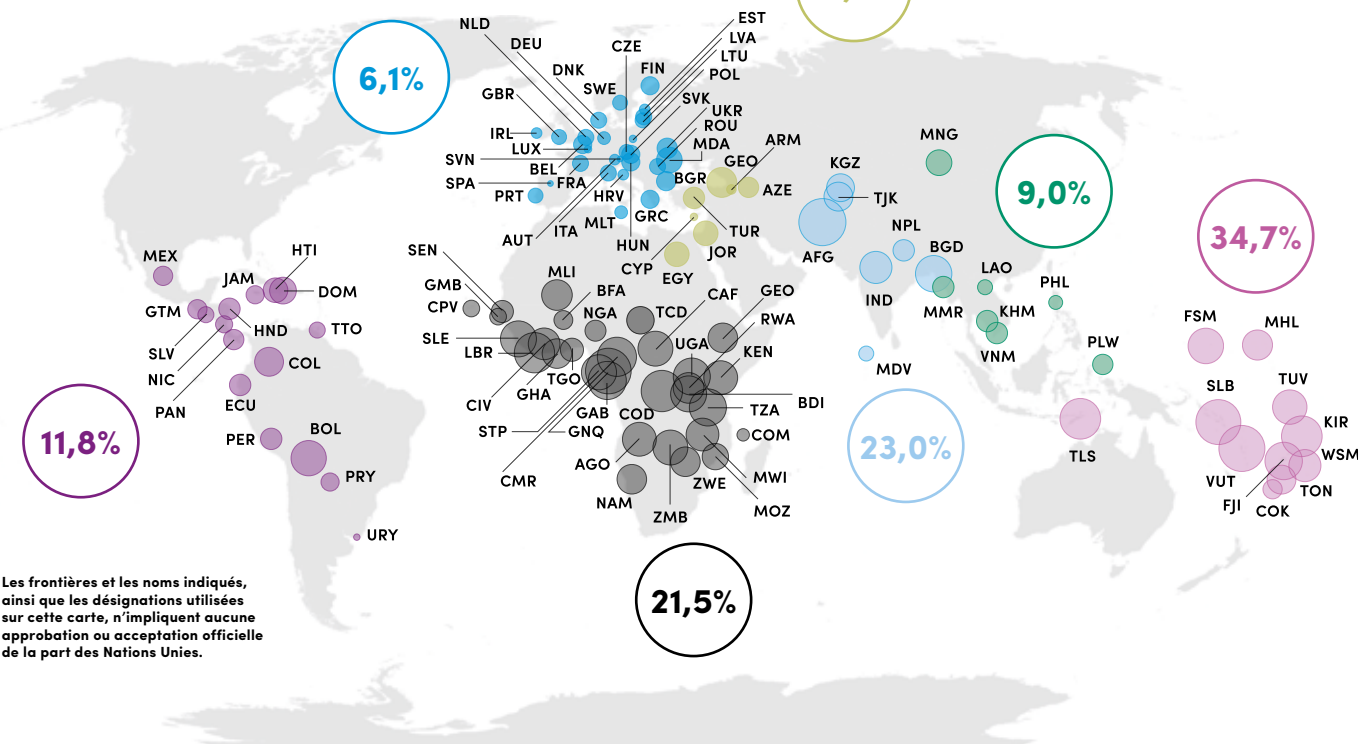 NLD
DEU
DNK
GBR
SWE
CZE
FIN
EST
LVA
LTU
POL
SVK
UKR
ROU
MDA
ARM
GEO
AZE
6,1%
IRL
LUX
SVN
BEL
SPA
FRA
PRT
HRV
BGR
ITA
MLT
GRC
AUT
HUN
CYP
TUR
JOR
EGY
MNG
KGZ
TJK
9,0%
34,7%
NPL
BGD
AFG
IND
LAO
PHL
MMR
KHM
VNM
PLW
MDV
FSM
MHL
MEX
HTI
JAM
DOM
GTM
HND
TTO
SLV
NIC
COL
PAN
ECU
11,8%
PER
BOL
PRY
URY
SEN
GMB
CPV
MLI
BFA
NGA
TCD
CAF
GEO
RWA
SLE
LBR
UGA
KEN
TGO
GHA
CIV
GAB
COD
BDI
TZA
STP
GNQ
COM
AGO
CMR
NAM
ZMB
ZWE
MWI
MOZ
23,0%
TLS
SLB
TUV
KIR
WSM
VUT
FJI
TON
COK
21,5%
Les frontières et les noms indiqués,
ainsi que les désignations utilisées
sur cette carte, n’impliquent aucune
approbation ou acceptation officielle
de la part des Nations Unies.